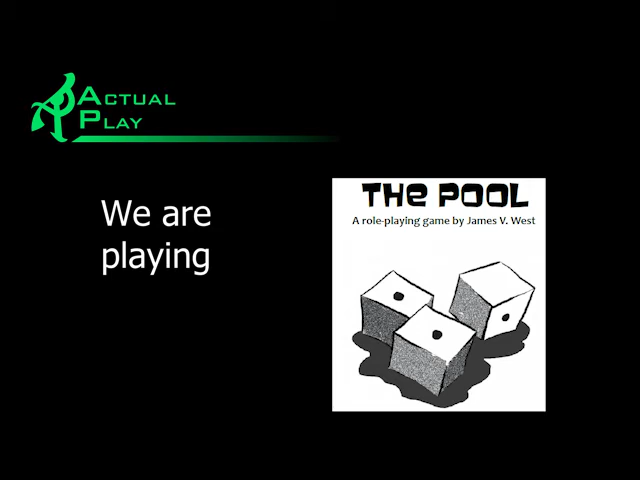 Actual
Play
We are
playing
THE POOL
A role-playing game by James V. West